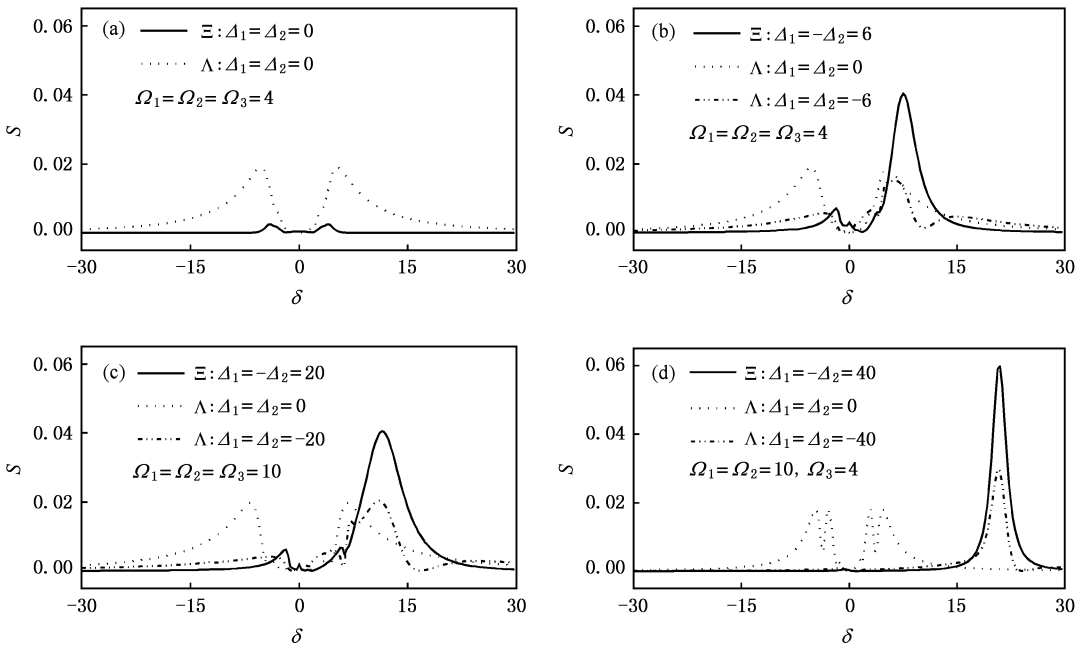 (a) Ξ:Δ₁=Δ₂=0
Λ:Δ₁=Δ₂=0
Ω₁=Ω₂=Ω₃=4
0.06
0.04
0.02
0.00
S
−30 −15 0 15 30
δ
(b) Ξ:Δ₁=−Δ₂=6
Λ:Δ₁=Δ₂=0
Λ:Δ₁=Δ₂=−6
Ω₁=Ω₂=Ω₃=4
0.06
0.04
0.02
0.00
S
−30 −15 0 15 30
δ
(c) Ξ:Δ₁=−Δ₂=20
Λ:Δ₁=Δ₂=0
Λ:Δ₁=Δ₂=−20
Ω₁=Ω₂=Ω₃=10
0.06
0.04
0.02
0.00
S
−30 −15 0 15 30
δ
(d) Ξ:Δ₁=−Δ₂=40
Λ:Δ₁=Δ₂=0
Λ:Δ₁=Δ₂=−40
Ω₁=Ω₂=10, Ω₃=4
0.06
0.04
0.02
0.00
S
−30 −15 0 15 30
δ